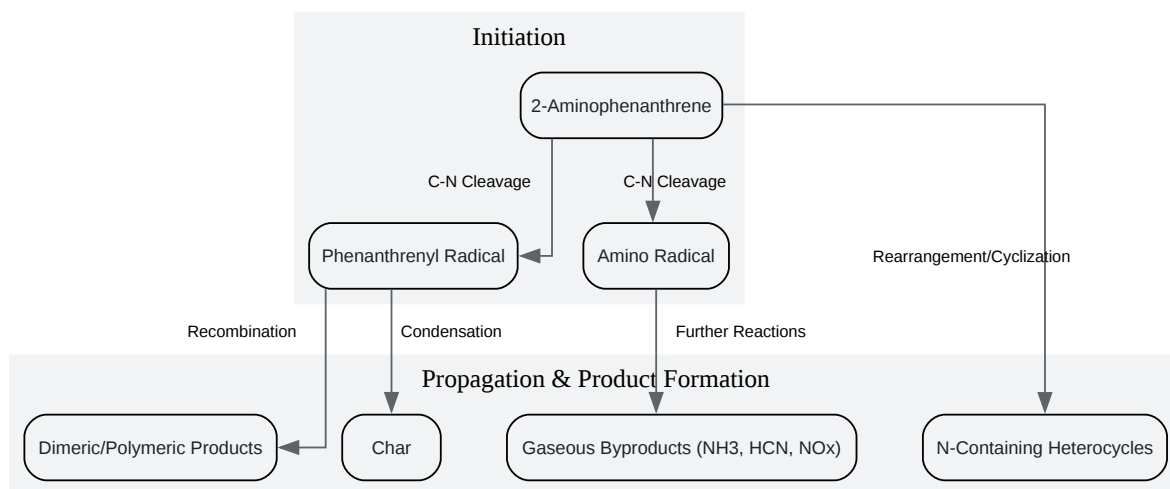 Initiation
2-Aminophenanthrene
C-N Cleavage
C-N Cleavage
Phenanthrenyl Radical
Amino Radical
Rearrangement/Cyclization
Recombination
Condensation
Further Reactions
Propagation & Product Formation
Dimeric/Polymeric Products
Char
Gaseous Byproducts (NH3, HCN, NOx)
N-Containing Heterocycles